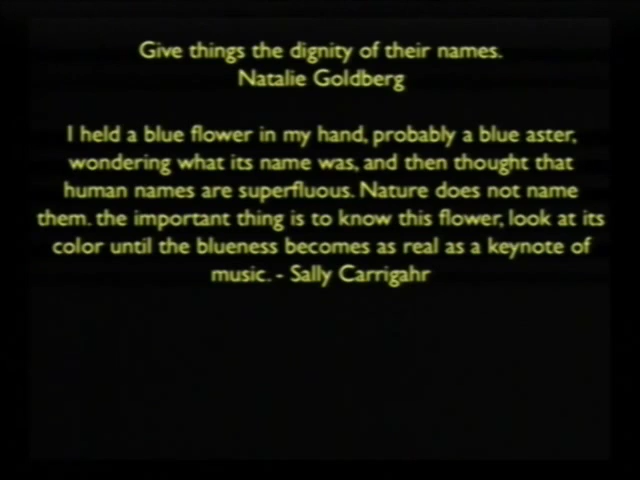 Give things the dignity of their names.
Natalie Goldberg
I held a blue flower in my hand, probably a blue aster,
wondering what its name was, and then thought that
human names are superfluous. Nature does not name
them. the important thing is to know this flower, look at its
color until the blueness becomes as real as a keynote of
music. - Sally Carrigahr